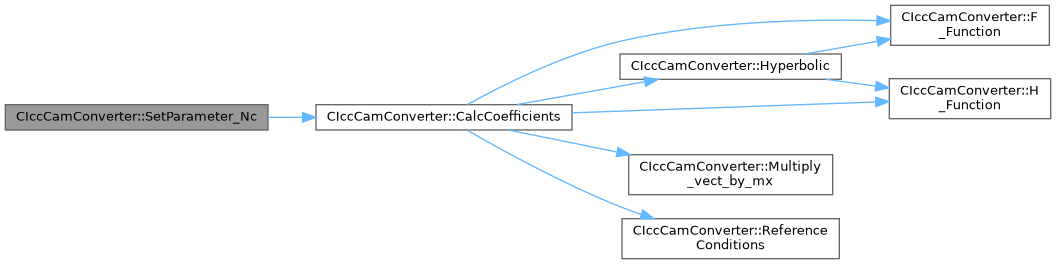 CIccCamConverter::SetParameter_Nc
CIccCamConverter::CalcCoefficients
CIccCamConverter::F
_Function
CIccCamConverter::Hyperbolic
CIccCamConverter::H
_Function
CIccCamConverter::Multiply
_vect_by_mx
CIccCamConverter::Reference
Conditions